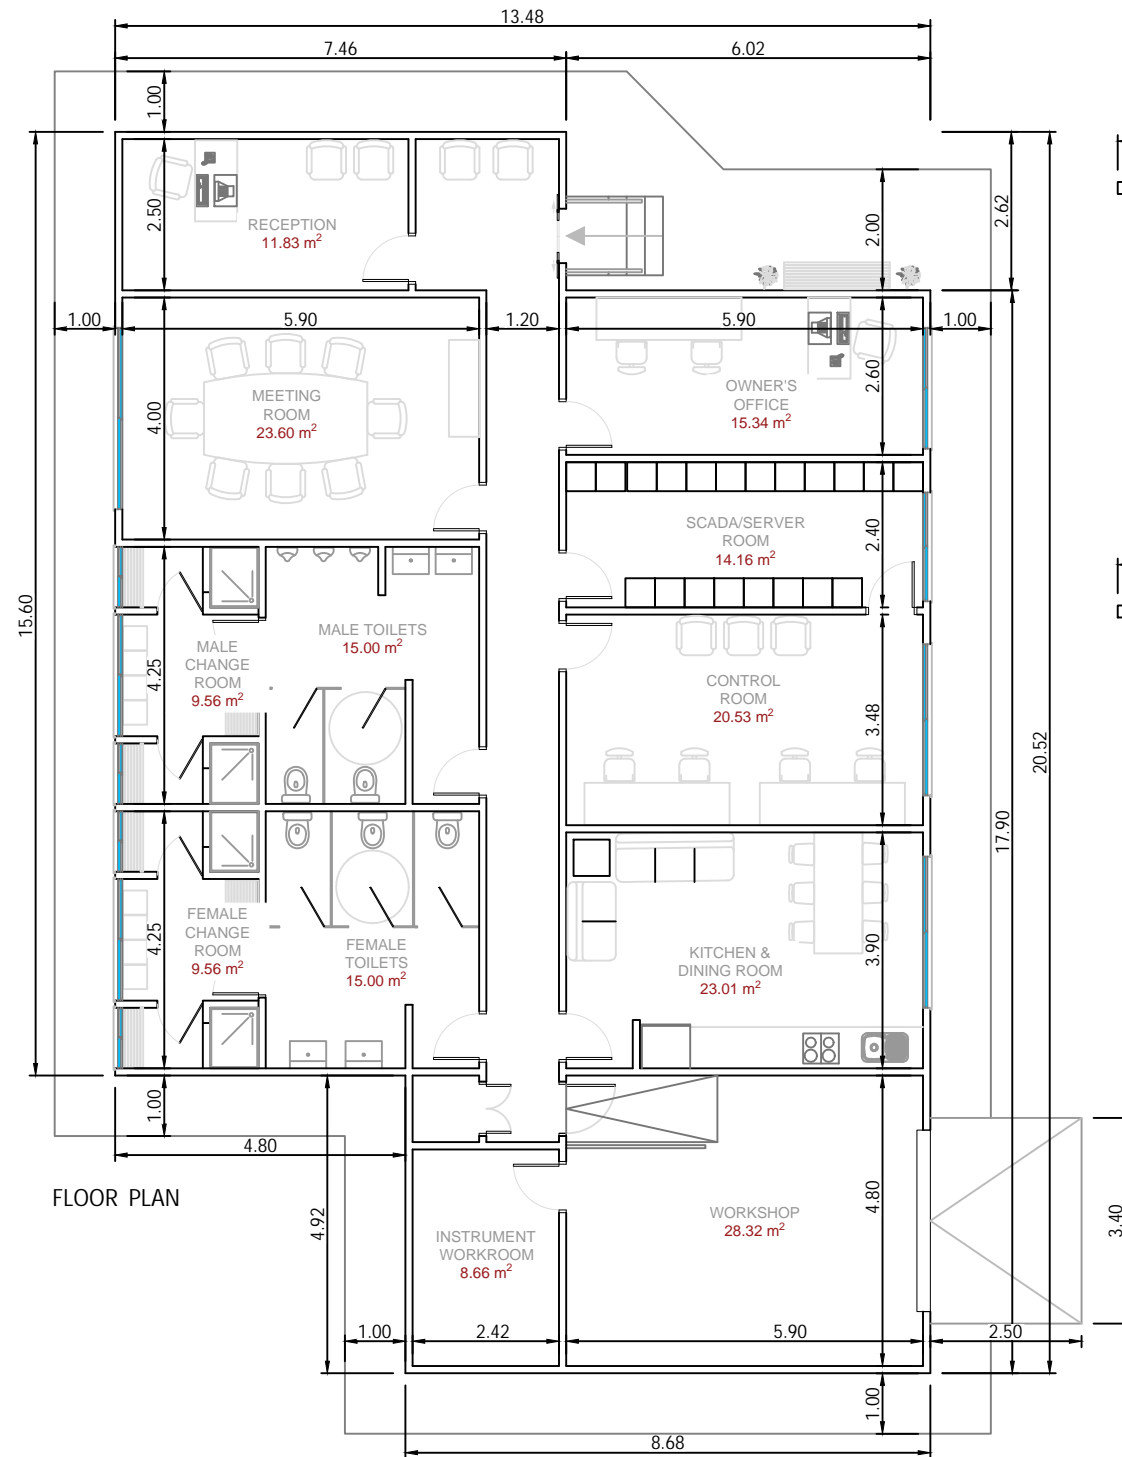 13.48
7.46
6.02
1.00
2.50
RECEPTION
11.83 m²
2.00
2.62
1.00
5.90
1.20
5.90
1.00
4.00
MEETING
ROOM
23.60 m²
OWNER'S
OFFICE
15.34 m²
2.60
SCADA/SERVER
ROOM
14.16 m²
2.40
15.60
4.25
MALE TOILETS
15.00 m²
MALE
CHANGE
ROOM
9.56 m²
CONTROL
ROOM
20.53 m²
3.48
20.52
17.90
4.25
FEMALE
CHANGE
ROOM
9.56 m²
FEMALE
TOILETS
15.00 m²
KITCHEN &
DINING ROOM
23.01 m²
3.90
1.00
4.80
FLOOR PLAN
4.92
INSTRUMENT
WORKROOM
8.66 m²
WORKSHOP
28.32 m²
4.80
3.40
1.00
2.42
5.90
2.50
1.00
8.68